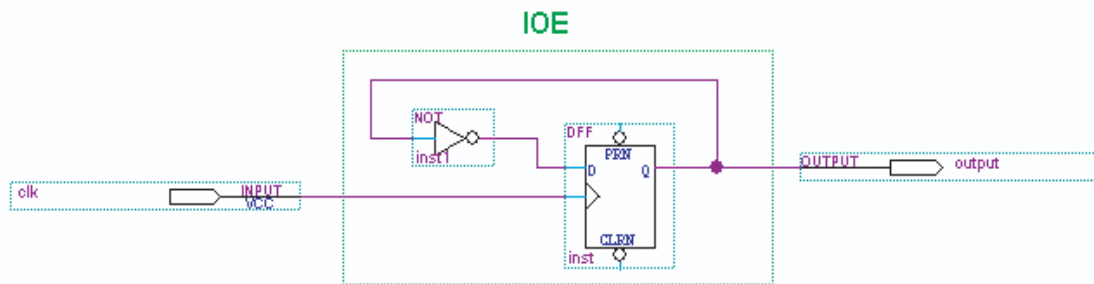 IOE
NOT
inst1
DFF
PRN
D
Q
CLRN
inst
clk
INPUT
VCC
OUTPUT
output